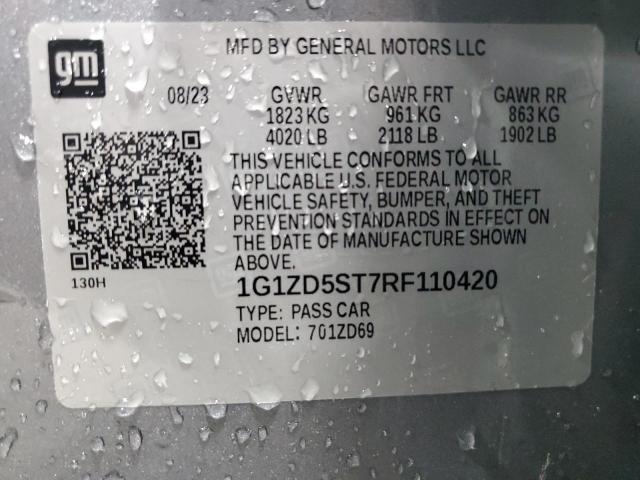 gm
MFD BY GENERAL MOTORS LLC
08/23 GVWR GAWR FRT GAWR RR
1823 KG 961 KG 863 KG
4020 LB 2118 LB 1902 LB
THIS VEHICLE CONFORMS TO ALL
APPLICABLE U.S. FEDERAL MOTOR
VEHICLE SAFETY, BUMPER, AND THEFT
PREVENTION STANDARDS IN EFFECT ON
THE DATE OF MANUFACTURE SHOWN
ABOVE.
130H
1G1ZD5ST7RF110420
TYPE: PASS CAR
MODEL: 701ZD69